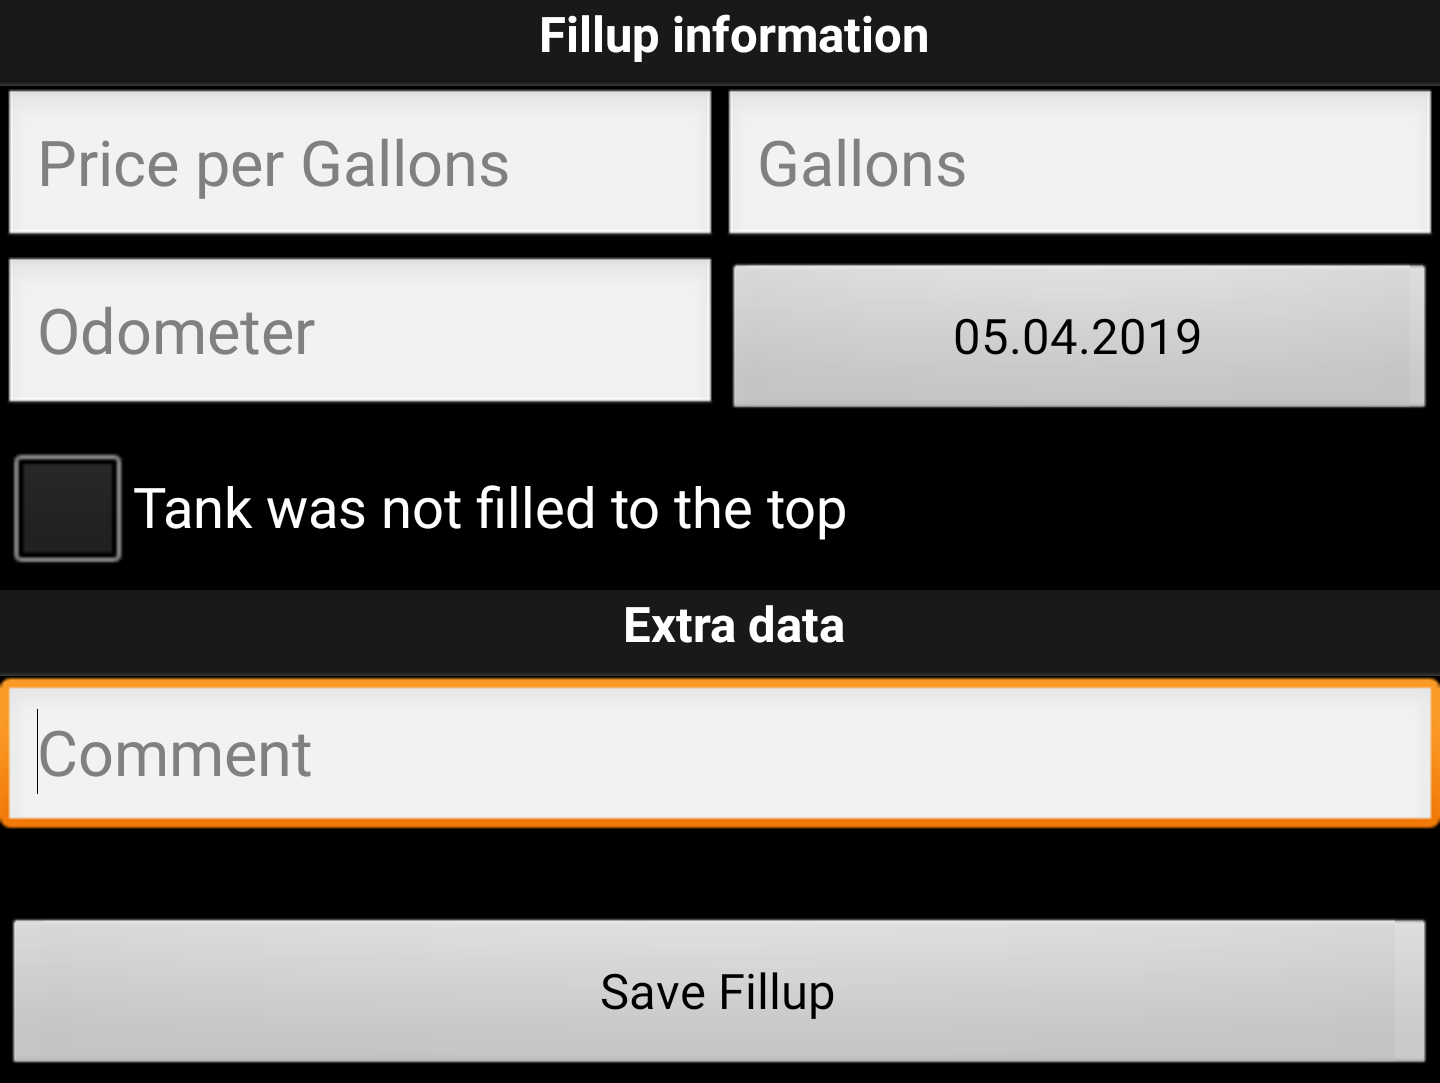 Fillup information
Price per Gallons
Gallons
Odometer
05.04.2019
Tank was not filled to the top
Extra data
Comment
Save Fillup